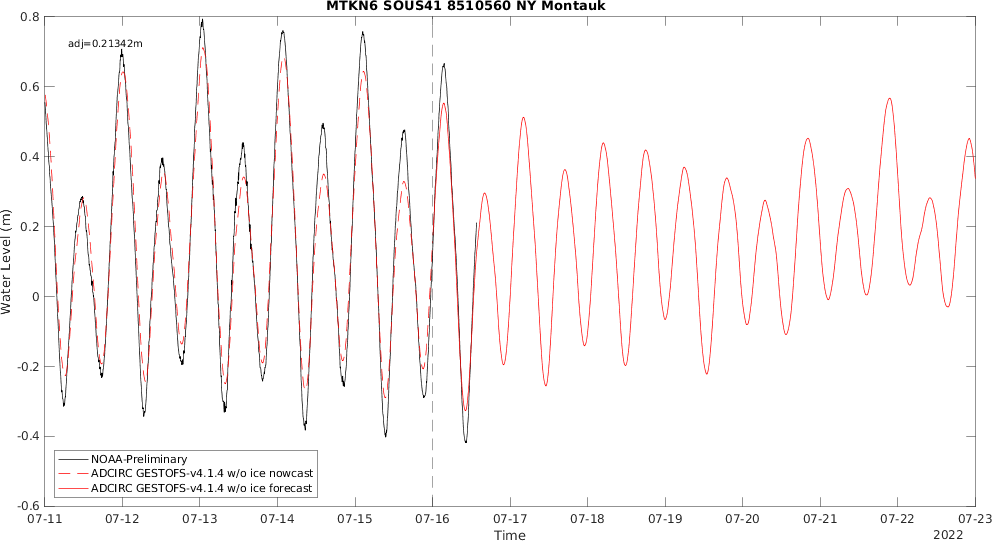 MTKN6 SOUS41 8510560 NY Montauk
adj=0.21342m
Water Level (m)
0.8
0.6
0.4
0.2
0
-0.2
-0.4
-0.6
NOAA-Preliminary
ADCIRC GESTOFS-v4.1.4 w/o ice nowcast
ADCIRC GESTOFS-v4.1.4 w/o ice forecast
07-11 07-12 07-13 07-14 07-15 07-16 07-17 07-18 07-19 07-20 07-21 07-22 07-23
Time
2022